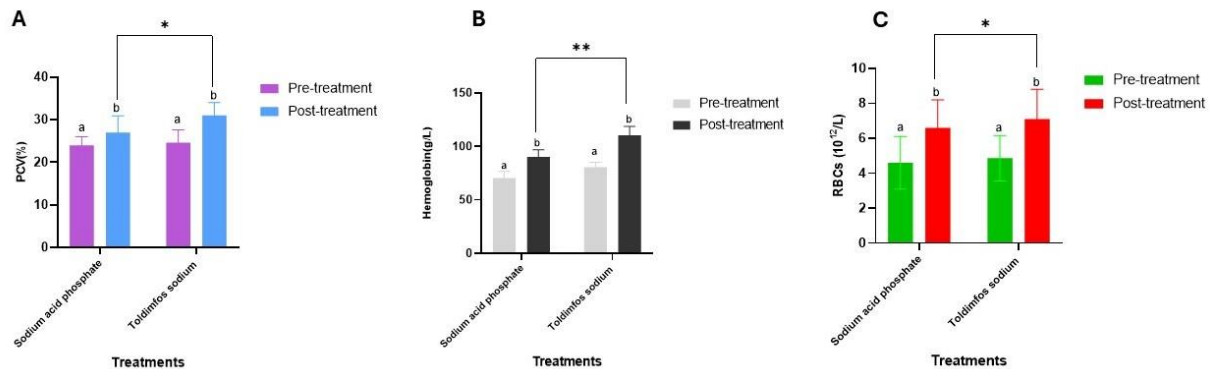 A
*
40
30
20
10
0
PCV(%)
a
b
a
b
Pre-treatment
Post-treatment
Sodium acid phosphate
Toldimfos sodium
Treatments
B
**
150
100
50
0
Hemoglobin(g/L)
a
b
a
b
Pre-treatment
Post-treatment
Sodium acid phosphate
Toldimfos sodium
Treatments
C
*
10
8
6
4
2
0
RBCs (10¹²/L)
a
b
a
b
Pre-treatment
Post-treatment
Sodium acid phosphate
Toldimfos sodium
Treatments